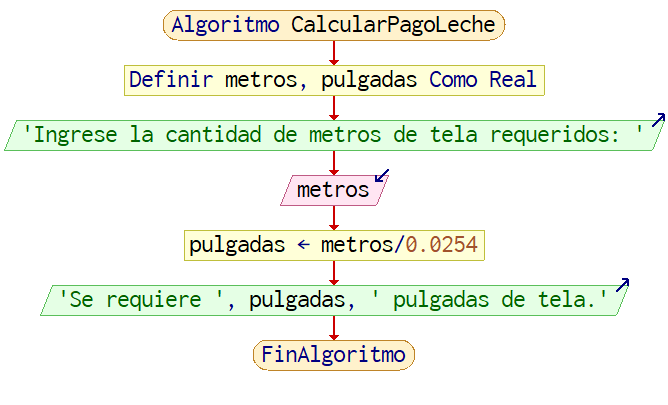 Algoritmo CalcularPagoLeche
Definir metros, pulgadas Como Real
'Ingrese la cantidad de metros de tela requeridos: '
metros
pulgadas ← metros/0.0254
'Se requiere ', pulgadas, ' pulgadas de tela.'
FinAlgoritmo